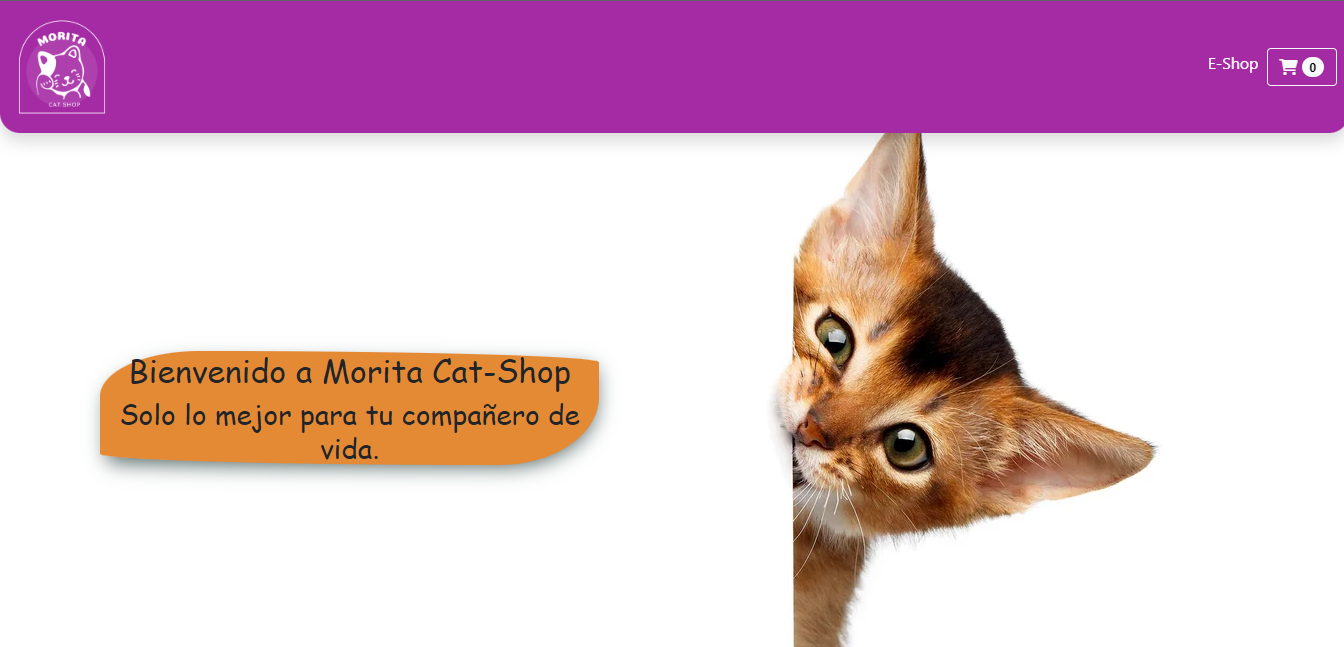 MORITA
CAT SHOP
E-Shop
0
Bienvenido a Morita Cat-Shop
Solo lo mejor para tu compañero de
vida.